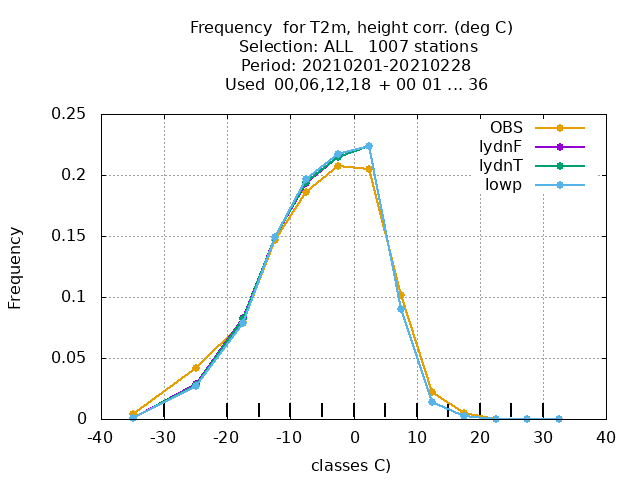 Frequency for T2m, height corr. (deg C)
Selection: ALL 1007 stations
Period: 20210201-20210228
Used 00,06,12,18 + 00 01 ... 36
0.25
0.2
0.15
0.1
0.05
0
Frequency
OBS
lydnF
lydnT
lowp
-40 -30 -20 -10 0 10 20 30 40
classes C)